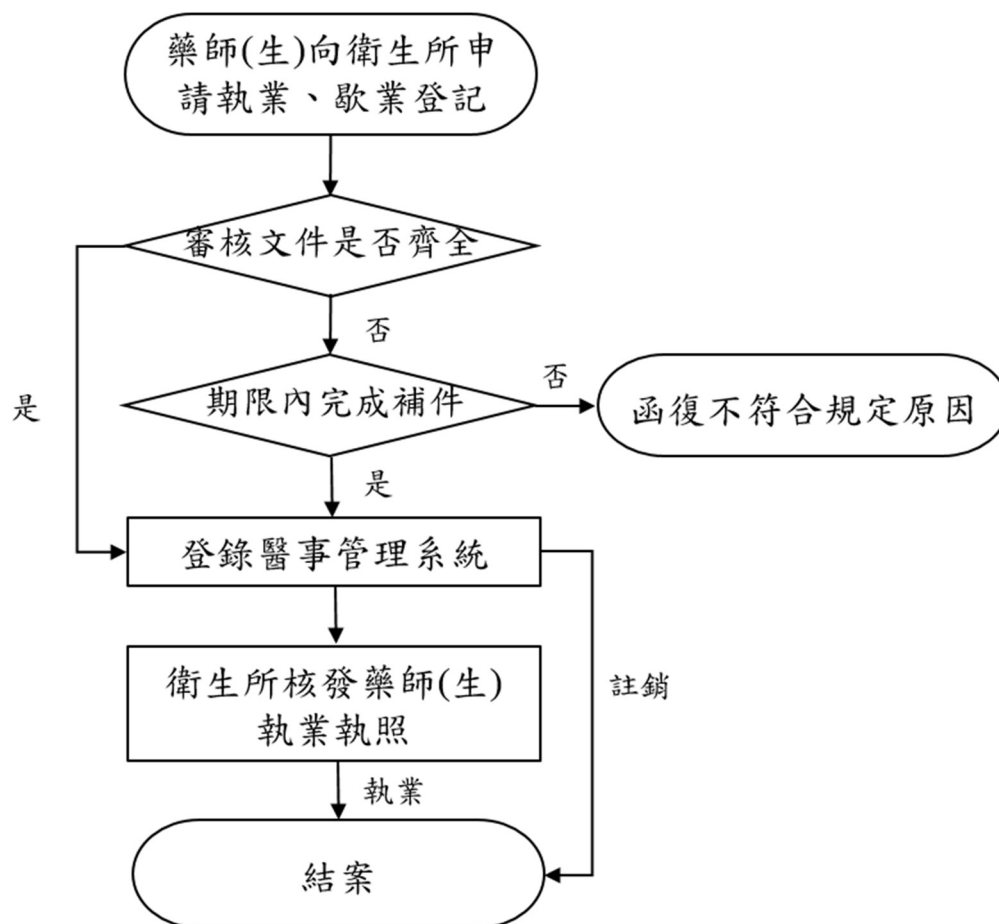 藥師(生)向衛生所申
請執業、歇業登記
審核文件是否齊全
否
期限內完成補件
否
函復不符合規定原因
是
是
登錄醫事管理系統
衛生所核發藥師(生)
執業執照
註銷
執業
結案